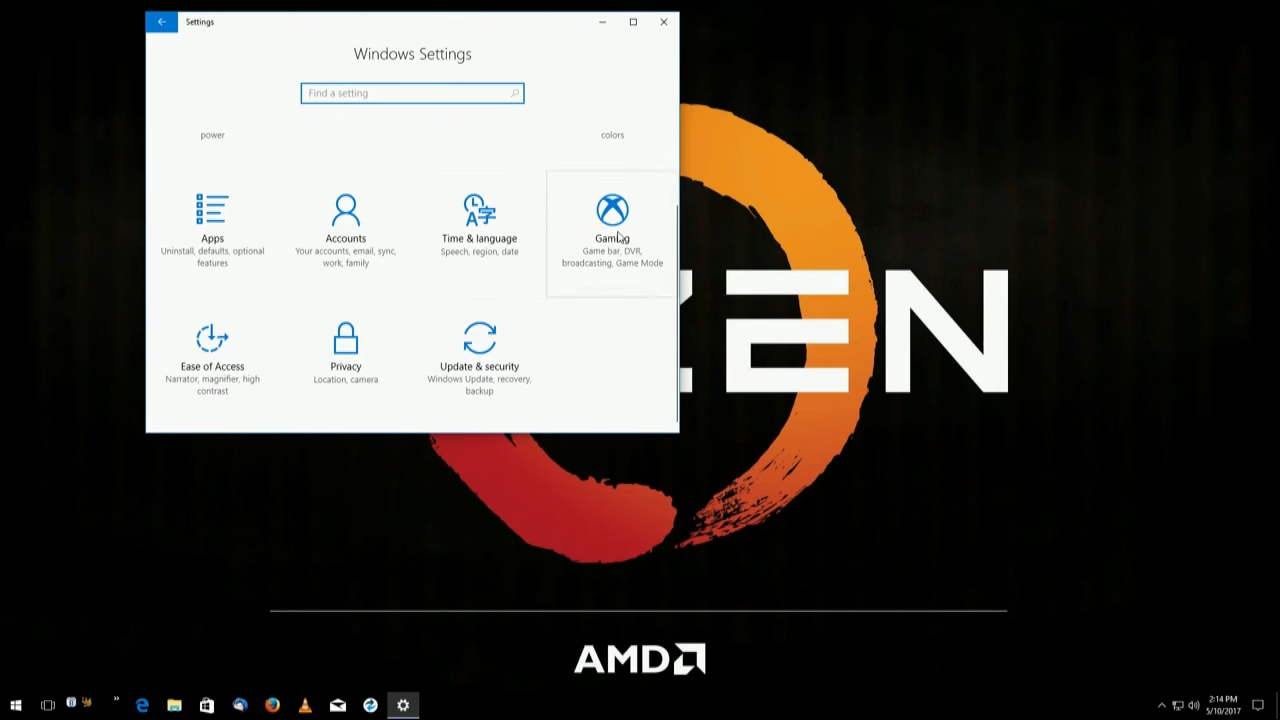 Settings
Windows Settings
Find a setting
power
colors
Apps
Uninstall, defaults, optional
features
Accounts
Your accounts, email, sync,
work, family
Time & language
Speech, region, date
Gaming
Game bar, DVR,
broadcasting, Game Mode
Ease of Access
Narrator, magnifier, high
contrast
Privacy
Location, camera
Update & security
Windows Update, recovery,
backup
ZEN
AMD
2:14 PM
5/10/2017